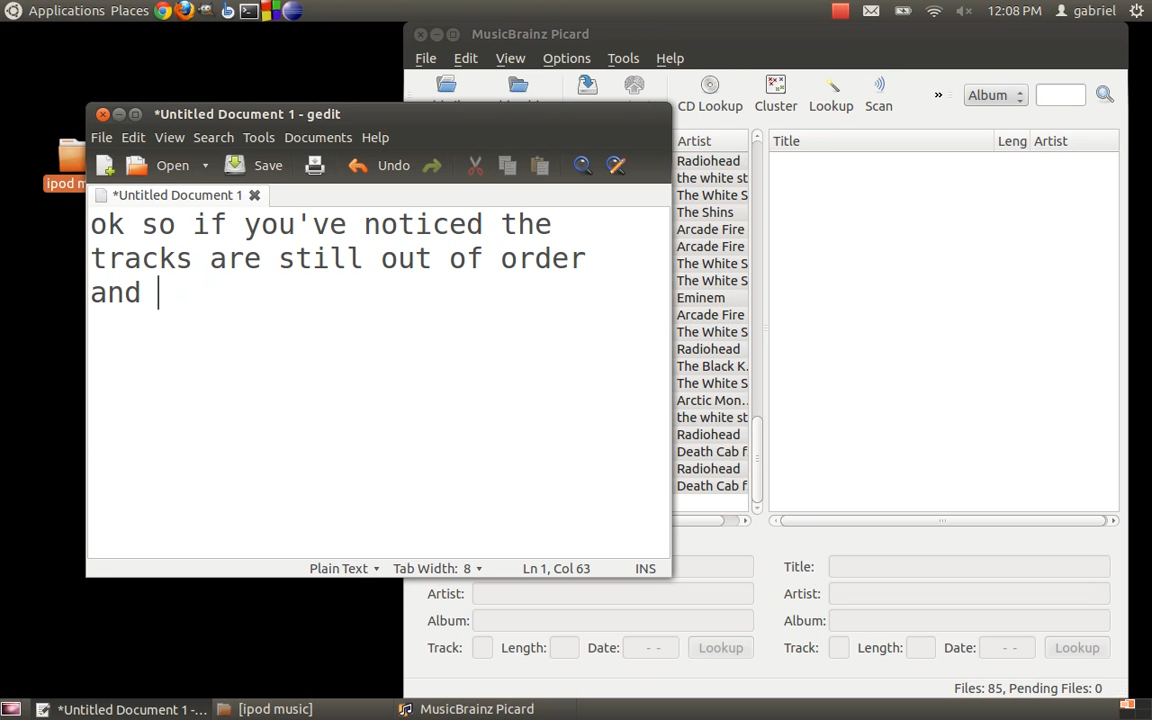 Applications Places 12:08 PM gabriel
MusicBrainz Picard
File Edit View Options Tools Help
CD Lookup Cluster Lookup Scan » Album
*Untitled Document 1 - gedit
File Edit View Search Tools Documents Help
Open Save Undo
*Untitled Document 1
ok so if you've noticed the
tracks are still out of order
and
Plain Text Tab Width: 8 Ln 1, Col 63 INS
ipod m
Artist
Radiohead
the white st
The White S
The Shins
Arcade Fire
Arcade Fire
The White S
The White S
Eminem
Arcade Fire
The White S
Radiohead
The Black K.
The White S
Arctic Mon..
the white st
Radiohead
Death Cab f
Radiohead
Death Cab f
Title Leng Artist
Artist:
Album:
Track: Length: Date: - - Lookup
Title:
Artist:
Album:
Track: Length: Date: - - Lookup
Files: 85, Pending Files: 0
*Untitled Document 1 -... [ipod music] MusicBrainz Picard